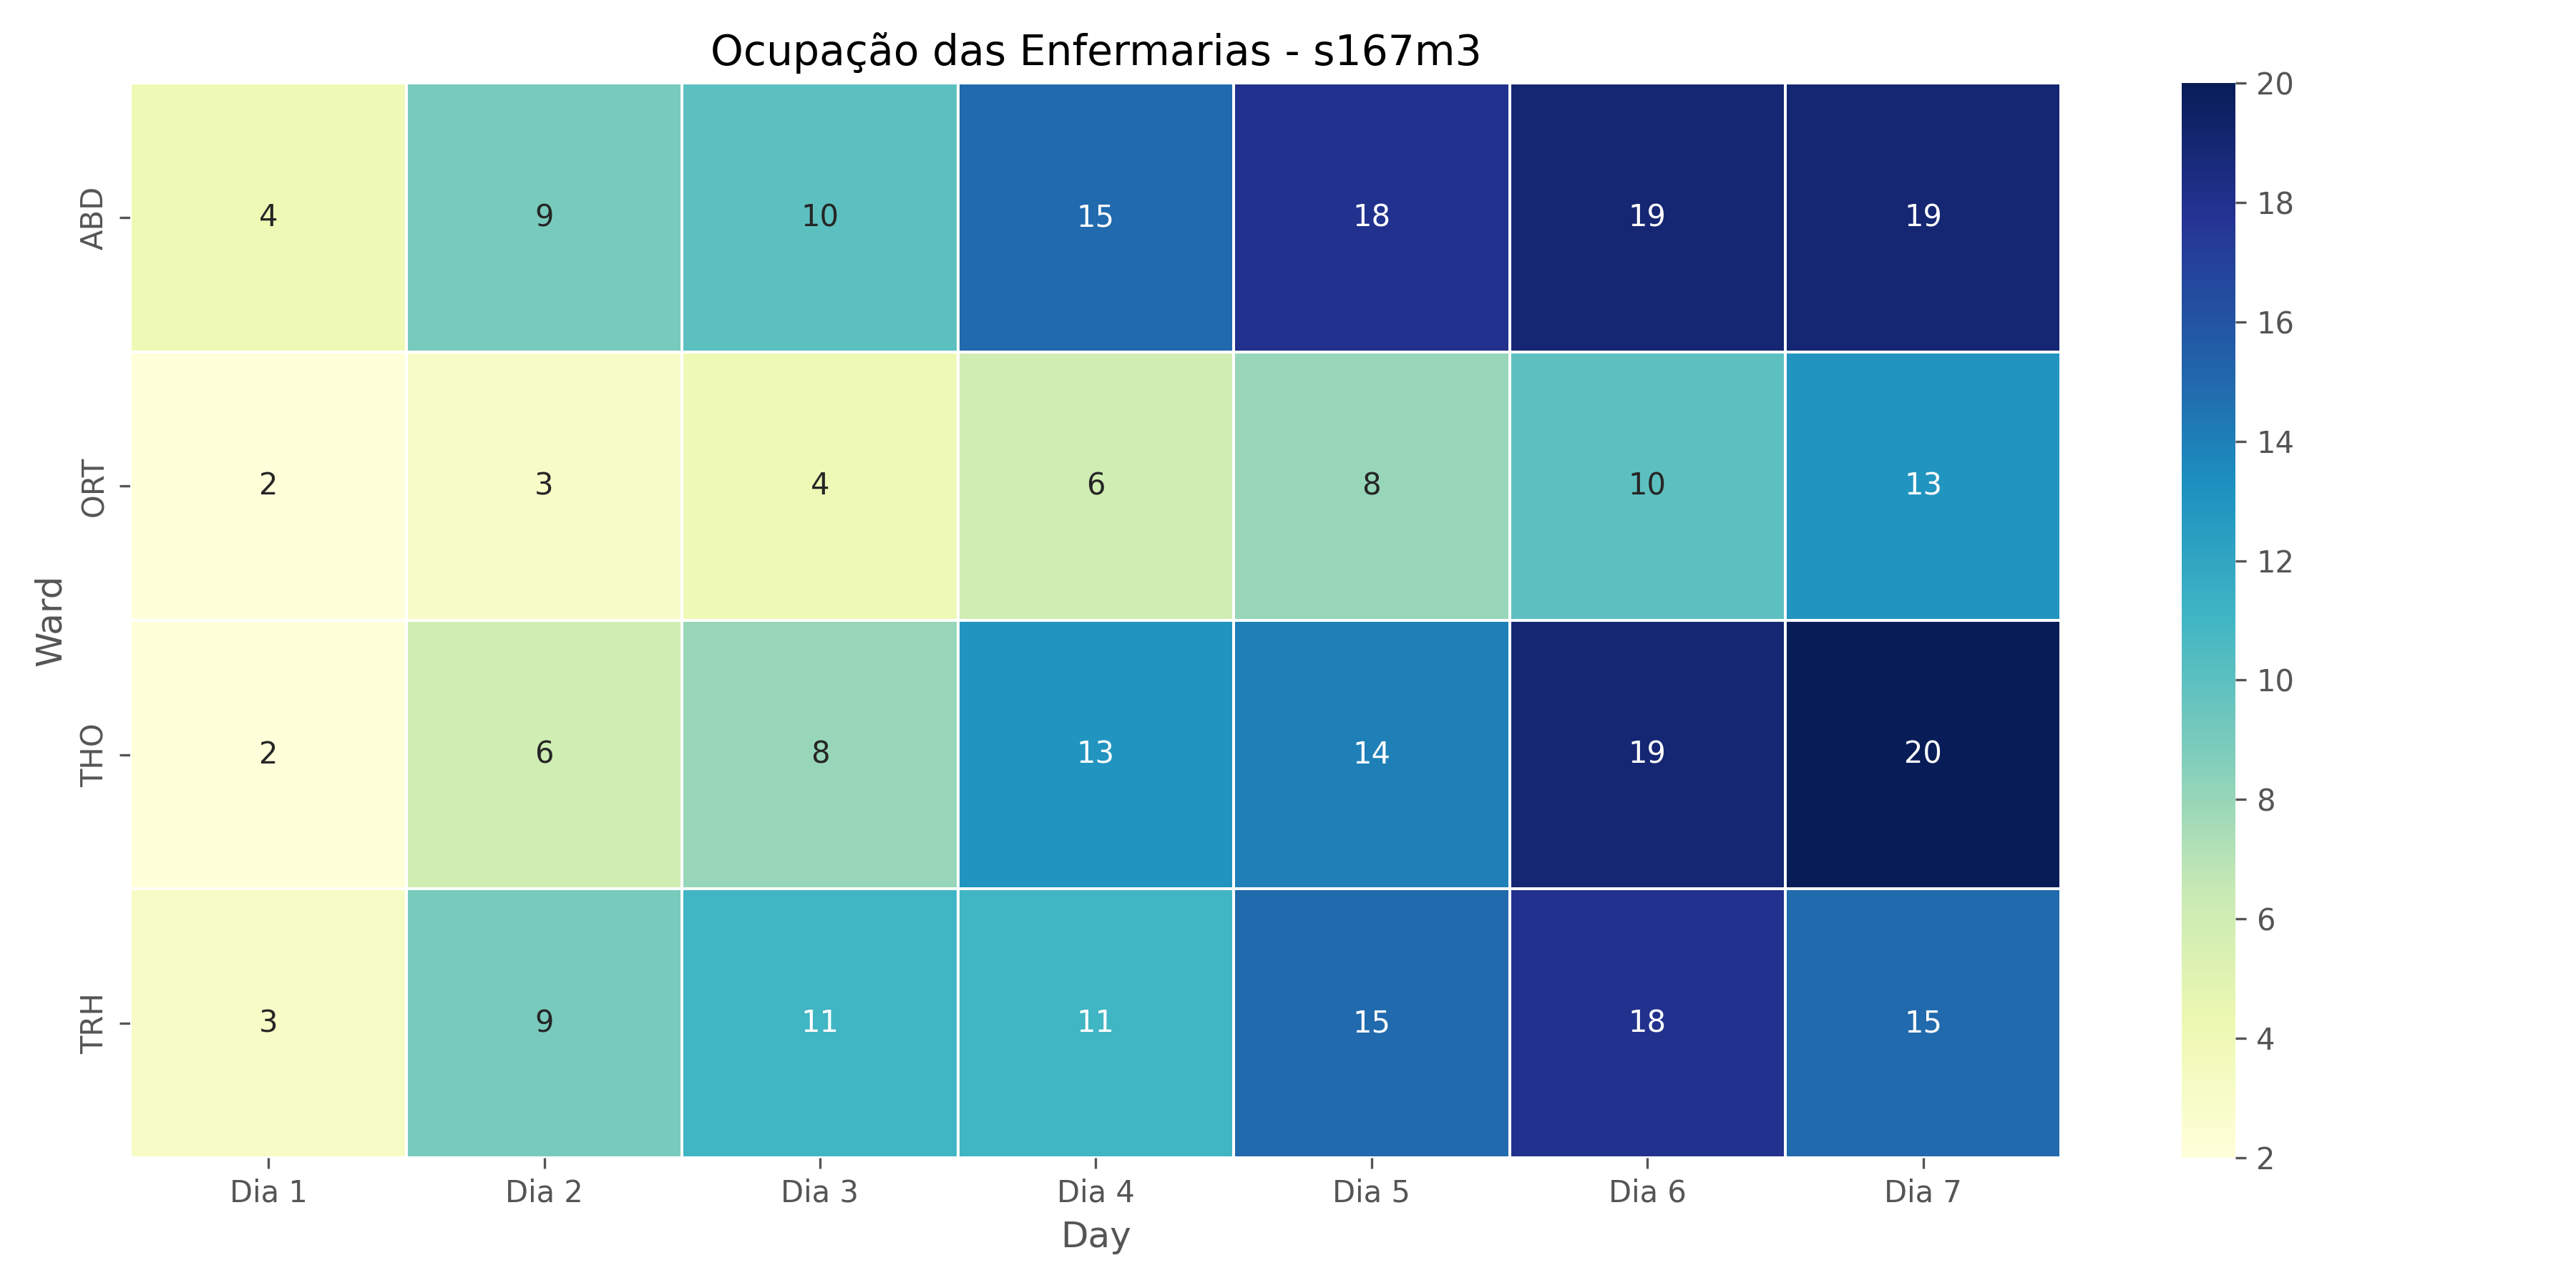 Ocupação das Enfermarias - s167m3
Ward
ABD 4 9 10 15 18 19 19
ORT 2 3 4 6 8 10 13
THO 2 6 8 13 14 19 20
TRH 3 9 11 11 15 18 15
Dia 1 Dia 2 Dia 3 Dia 4 Dia 5 Dia 6 Dia 7
Day
20
18
16
14
12
10
8
6
4
2